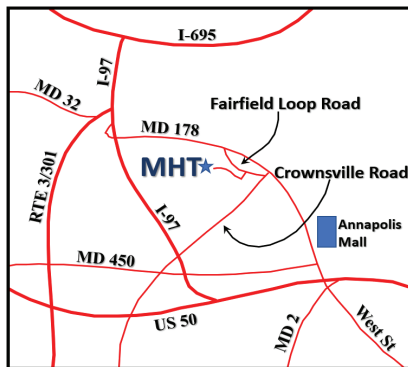 I-695
I-97
MD 32
Fairfield Loop Road
MD 178
MHT
Crownsville Road
RTE 3/301
I-97
Annapolis
Mall
MD 450
US 50
MD 2
West St